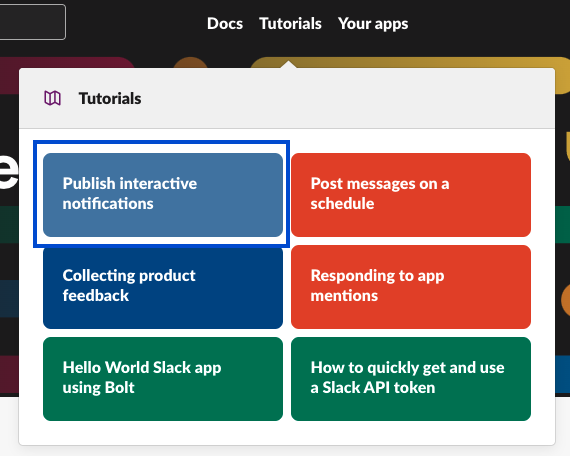 Docs Tutorials Your apps
Tutorials
Publish interactive
notifications
Post messages on a
schedule
Collecting product
feedback
Responding to app
mentions
Hello World Slack app
using Bolt
How to quickly get and use
a Slack API token